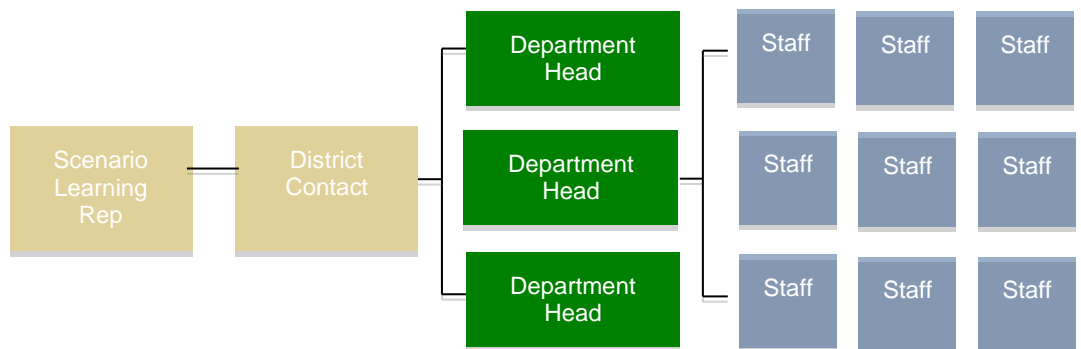 Scenario
Learning
Rep
District
Contact
Department
Head
Department
Head
Department
Head
Staff
Staff
Staff
Staff
Staff
Staff
Staff
Staff
Staff